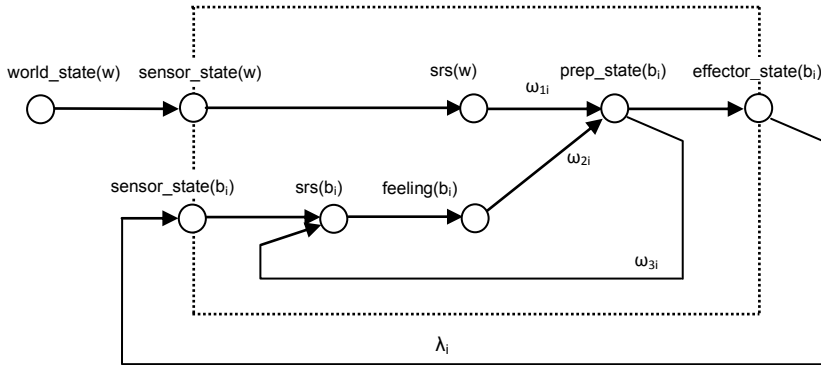 world_state(w) sensor_state(w) srs(w) prep_state(bᵢ) effector_state(bᵢ)
ω₁ᵢ
ω₂ᵢ
sensor_state(bᵢ) srs(bᵢ) feeling(bᵢ)
ω₃ᵢ
λᵢ